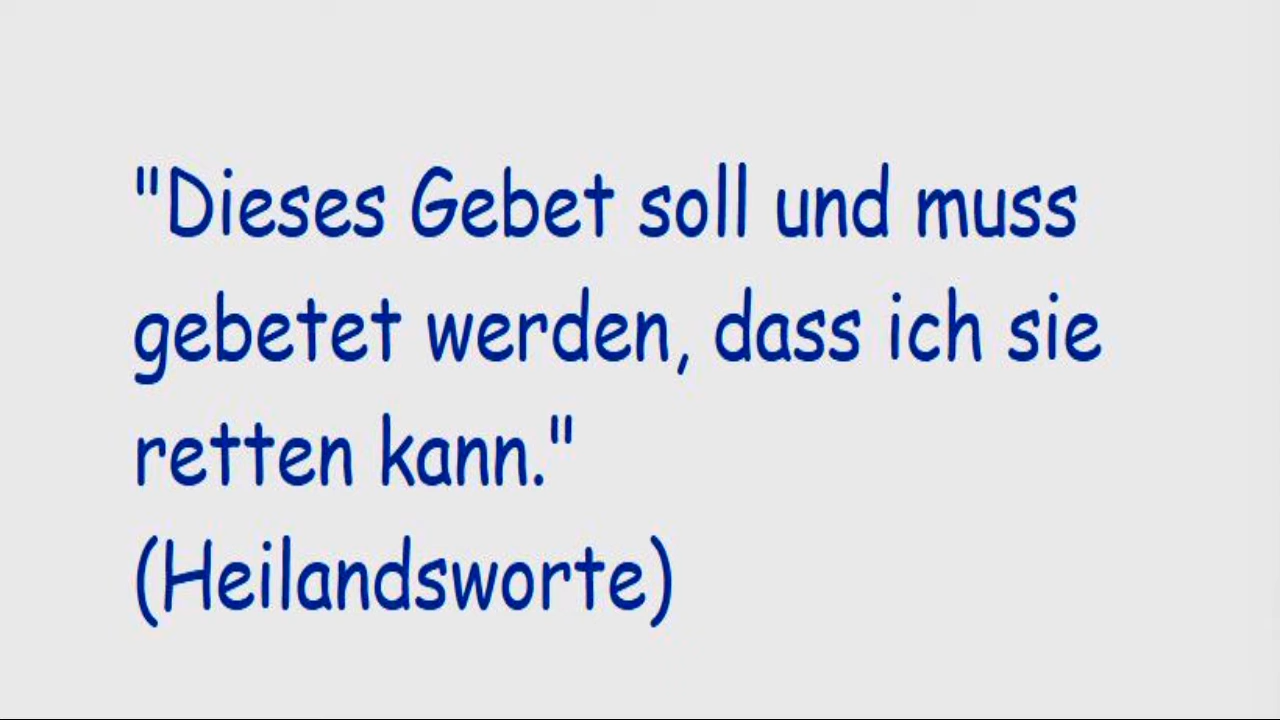 "Dieses Gebet soll und muss
gebetet werden, dass ich sie
retten kann."
(Heilandsworte)